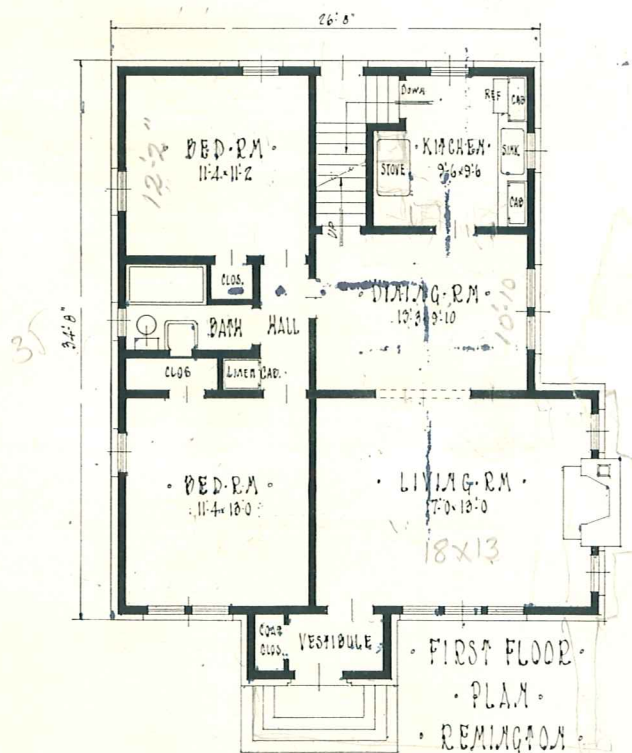 26'-8"
DOWN
REF
CAB
BED·RM
11'-4 x 11'-2
12'2"
STOVE
KITCHEN
9'-6 x 9'-6
SINK
CAB
UP
CLOS.
DINING·RM
9'-10
10'-10
34'-8"
35
BATH
HALL
CLOS
LINEN CAB.
BED·RM
11'-4 x 13'-0
LIVING·RM
17'-0 x 13'-0
18 x 13
COAT
CLOS.
VESTIBULE
FIRST FLOOR
PLAN
REMINGTON